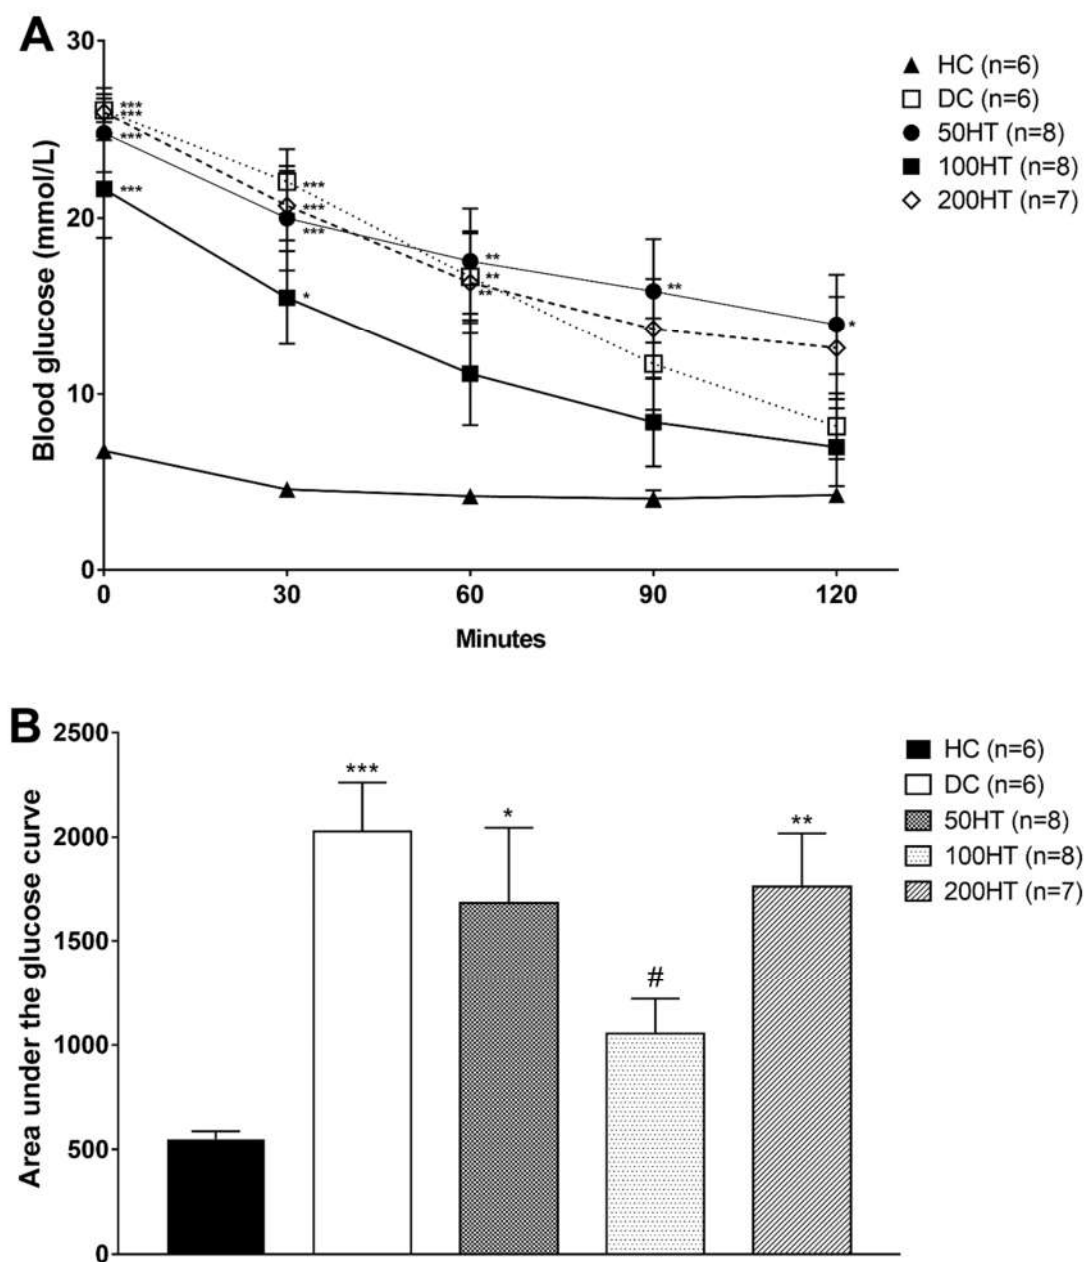 A
30
20
10
0
Blood glucose (mmol/L)
***
***
***
***
***
***
***
*
**
**
**
**
*
0 30 60 90 120
Minutes
HC (n=6)
DC (n=6)
50HT (n=8)
100HT (n=8)
200HT (n=7)
B
2500
2000
1500
1000
500
0
Area under the glucose curve
***
*
#
**
HC (n=6)
DC (n=6)
50HT (n=8)
100HT (n=8)
200HT (n=7)